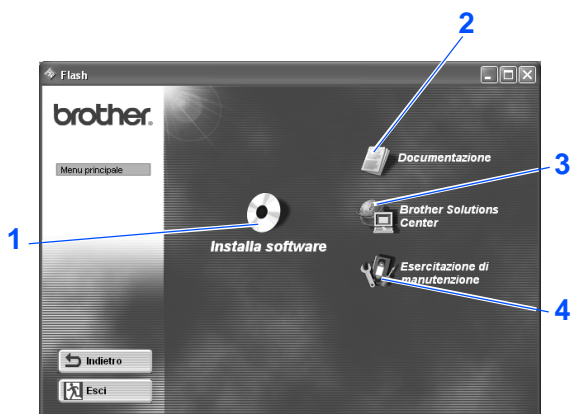 2
Flash
brother.
Menu principale
Documentazione
3
Brother Solutions
Center
1
Installa software
Esercitazione di
manutenzione
4
Indietro
Esci